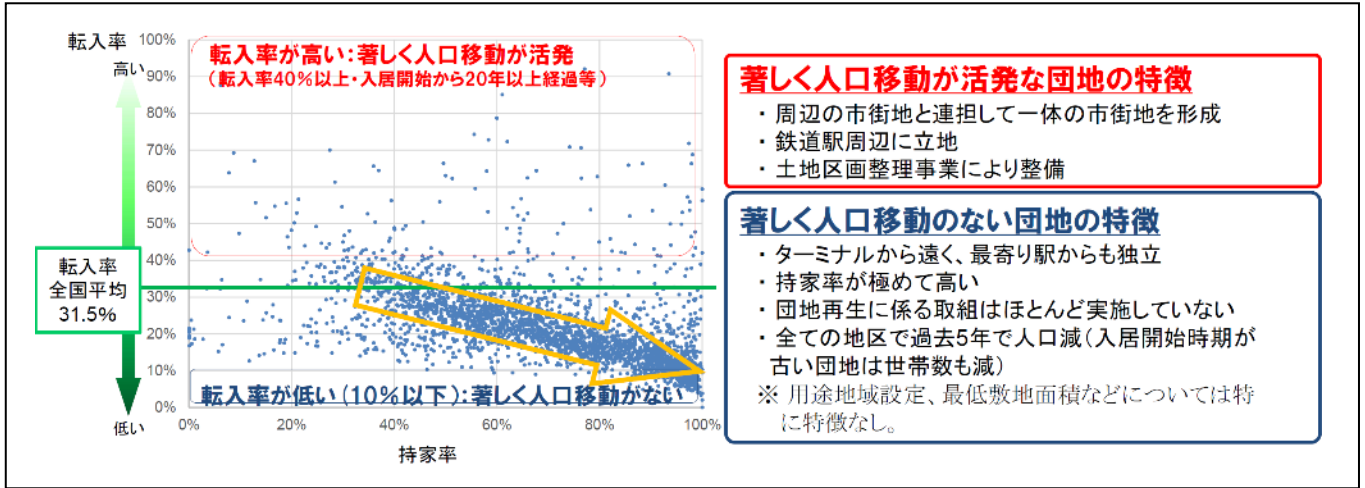 転入率
高い
100%
90%
80%
70%
60%
50%
40%
30%
20%
10%
0%
低い
転入率
全国平均
31.5%
転入率が高い：著しく人口移動が活発
（転入率40％以上・入居開始から20年以上経過等）
転入率が低い（10％以下）：著しく人口移動がない
0%
20%
40%
60%
80%
100%
持家率
著しく人口移動が活発な団地の特徴
・周辺の市街地と連担して一体の市街地を形成
・鉄道駅周辺に立地
・土地区画整理事業により整備
著しく人口移動のない団地の特徴
・ターミナルから遠く、最寄り駅からも独立
・持家率が極めて高い
・団地再生に係る取組はほとんど実施していない
・全ての地区で過去5年で人口減（入居開始時期が
古い団地は世帯数も減）
※ 用途地域設定、最低敷地面積などについては特
に特徴なし。